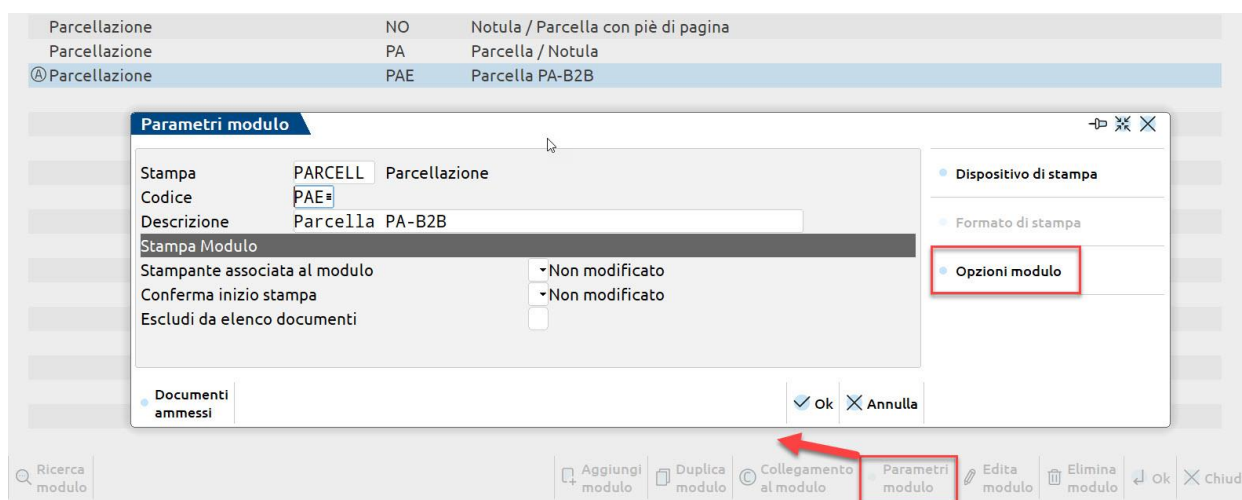 Parcellazione NO Notula / Parcella con piè di pagina
Parcellazione PA Parcella / Notula
Ⓐ Parcellazione PAE Parcella PA-B2B
Parametri modulo
Stampa PARCELL Parcellazione
Codice PAE
Descrizione Parcella PA-B2B
Stampa Modulo
Stampante associata al modulo Non modificato
Conferma inizio stampa Non modificato
Escludi da elenco documenti
Dispositivo di stampa
Formato di stampa
Opzioni modulo
Documenti
ammessi
Ok Annulla
Ricerca
modulo
Aggiungi
modulo
Duplica
modulo
© Collegamento
al modulo
Parametri
modulo
Edita
modulo
Elimina
modulo
Ok
Chiud